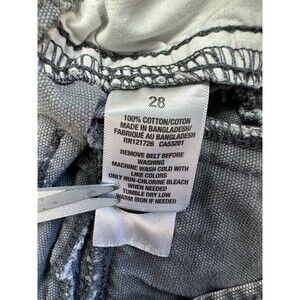 28
100% COTTON/COTON
MADE IN BANGLADESH/
FABRIQUÉ AU BANGLADESH
RN121726 CA53201
REMOVE BELT BEFORE
WASHING
MACHINE WASH COLD WITH
LIKE COLORS
ONLY NON-CHLORINE BLEACH
WHEN NEEDED
TUMBLE DRY LOW
WARM IRON IF NEEDED